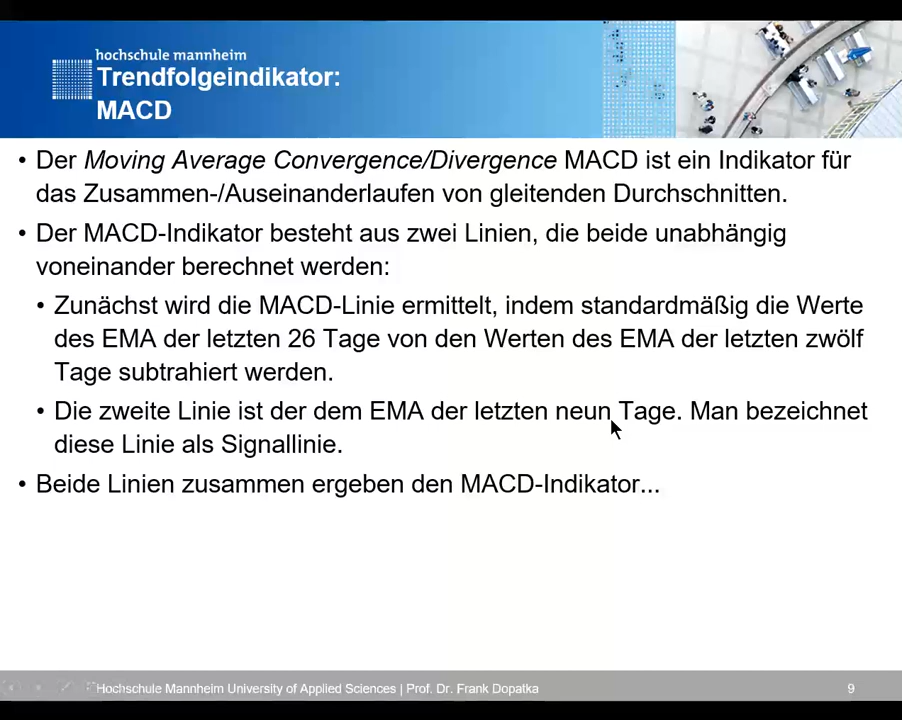 hochschule mannheim
Trendfolgeindikator:
MACD
• Der Moving Average Convergence/Divergence MACD ist ein Indikator für
das Zusammen-/Auseinanderlaufen von gleitenden Durchschnitten.
• Der MACD-Indikator besteht aus zwei Linien, die beide unabhängig
voneinander berechnet werden:
• Zunächst wird die MACD-Linie ermittelt, indem standardmäßig die Werte
des EMA der letzten 26 Tage von den Werten des EMA der letzten zwölf
Tage subtrahiert werden.
• Die zweite Linie ist der dem EMA der letzten neun Tage. Man bezeichnet
diese Linie als Signallinie.
• Beide Linien zusammen ergeben den MACD-Indikator...
Hochschule Mannheim University of Applied Sciences | Prof. Dr. Frank Dopatka
9